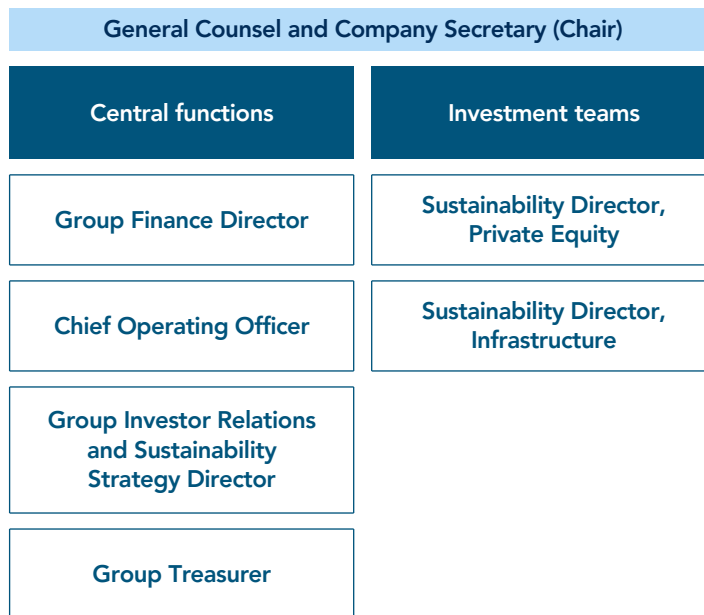 General Counsel and Company Secretary (Chair)
Central functions
Group Finance Director
Chief Operating Officer
Group Investor Relations
and Sustainability
Strategy Director
Group Treasurer
Investment teams
Sustainability Director,
Private Equity
Sustainability Director,
Infrastructure